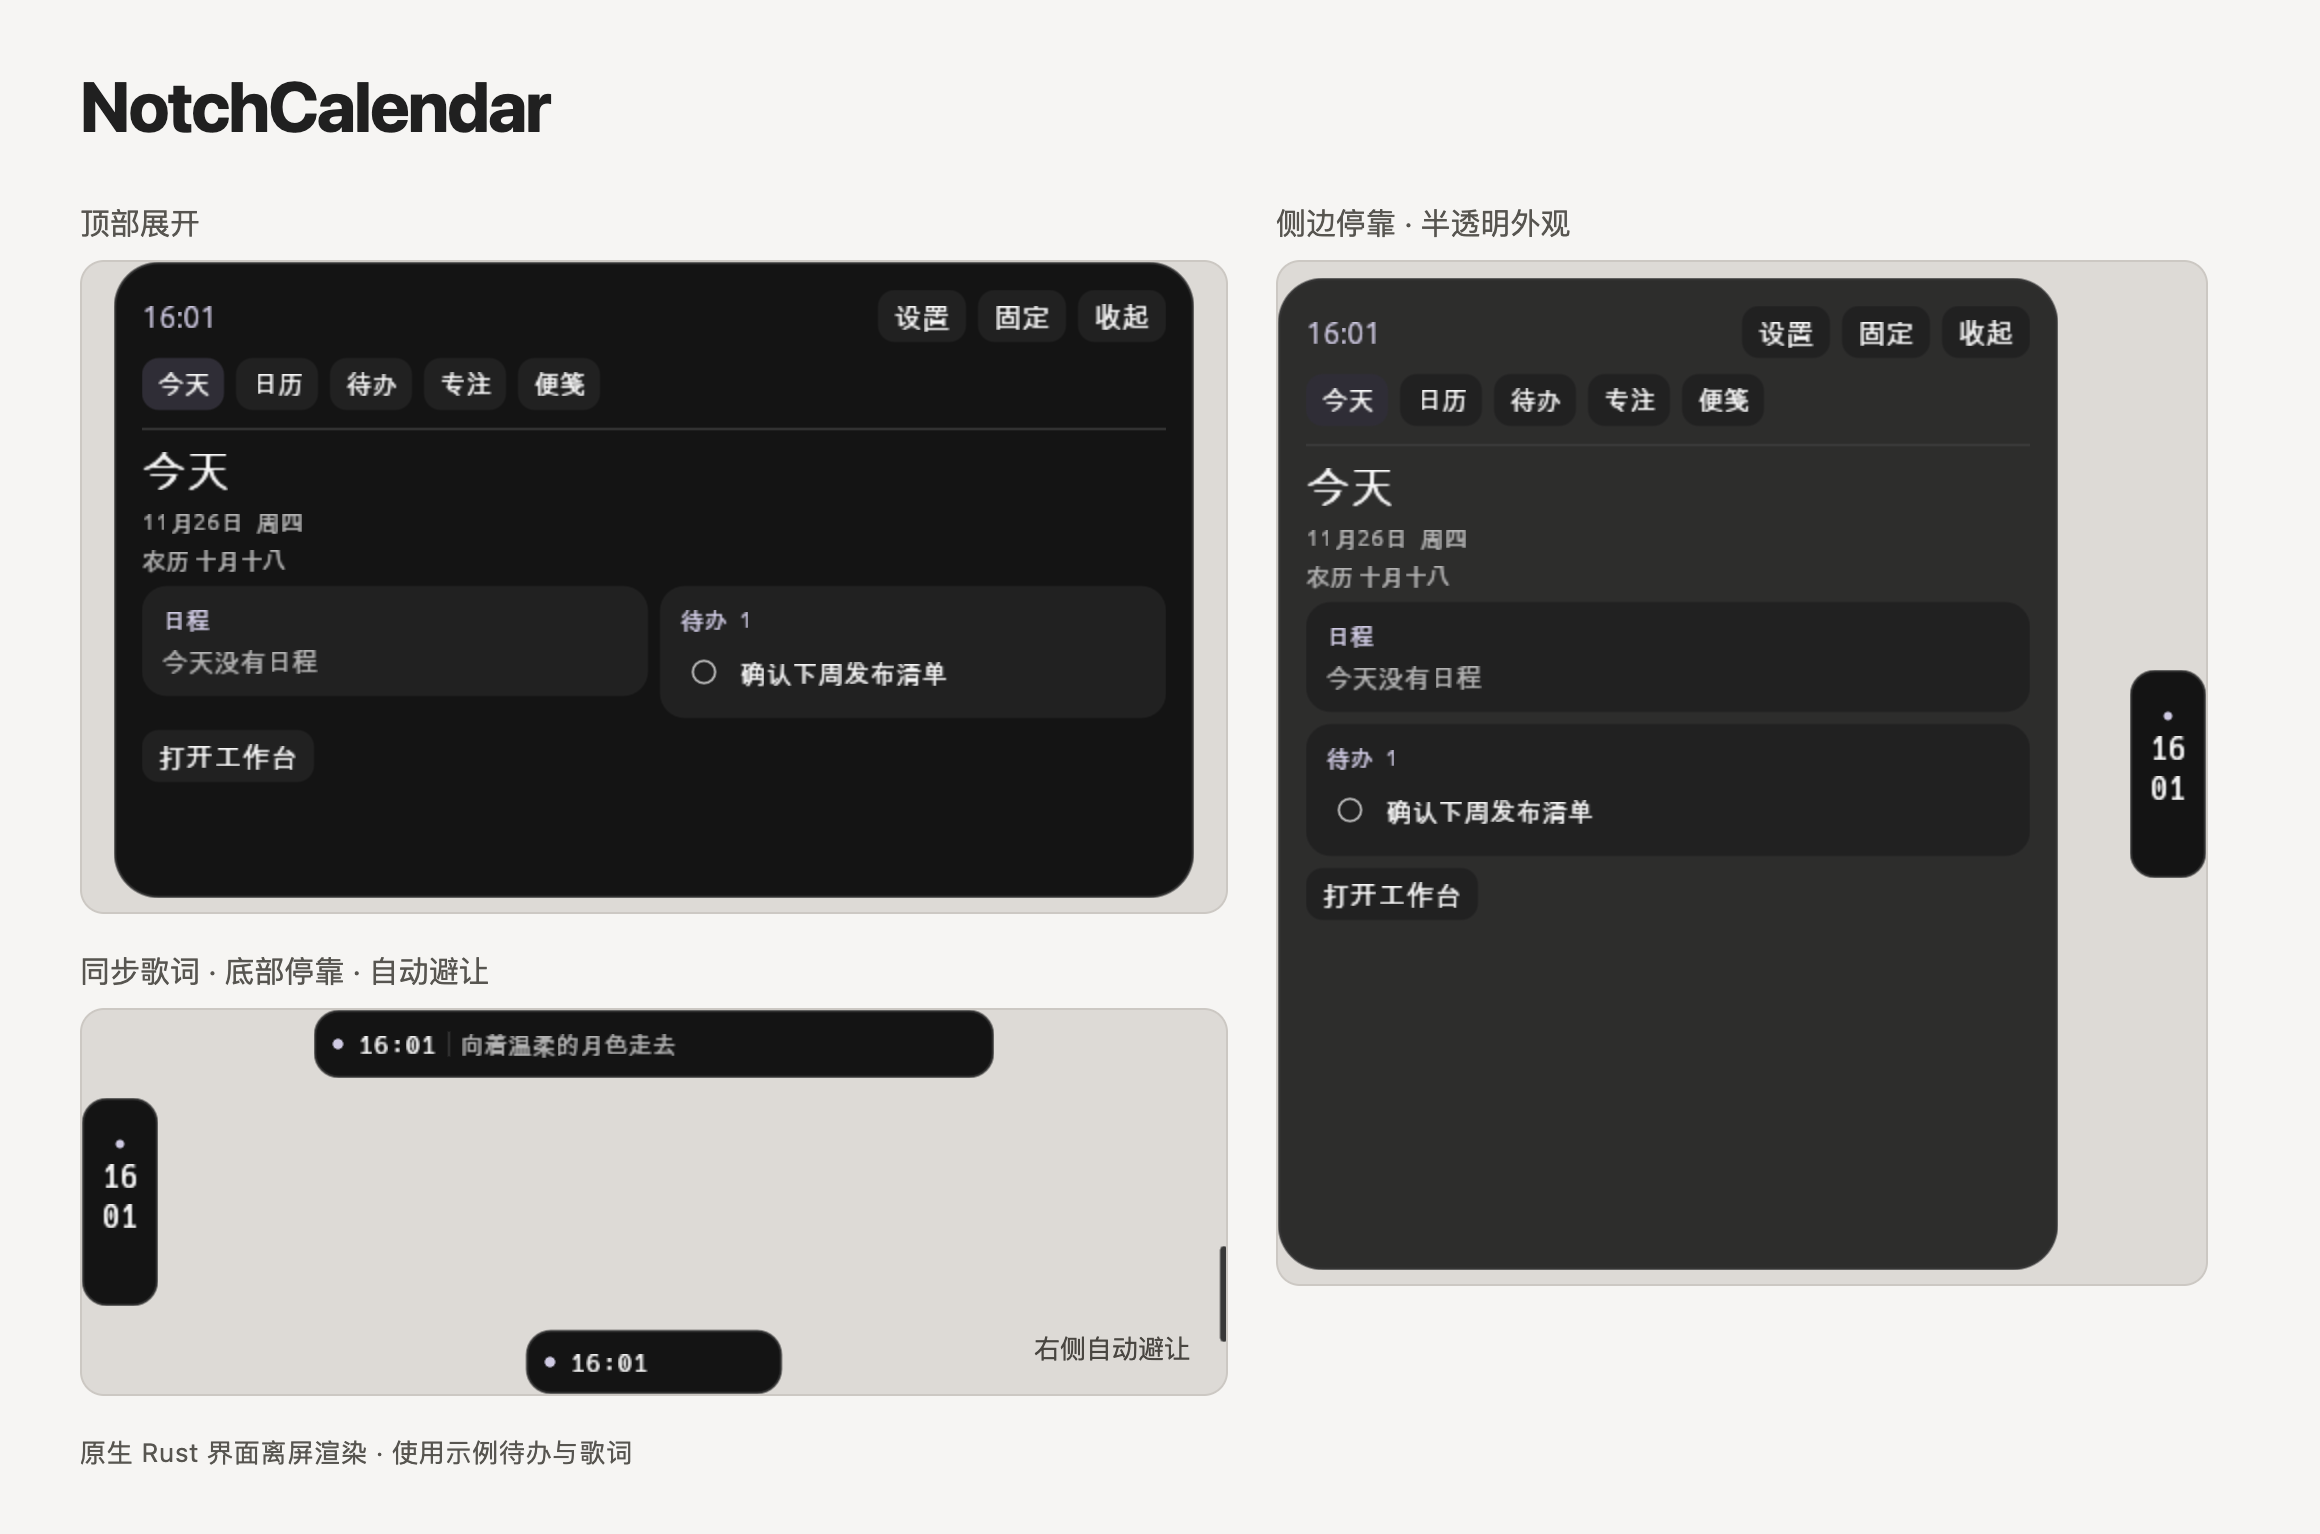 NotchCalendar
顶部展开
16:01
设置 固定 收起
今天 日历 待办 专注 便笺
今天
11月26日 周四
农历 十月十八
日程
今天没有日程
待办 1
确认下周发布清单
打开工作台
同步歌词 · 底部停靠 · 自动避让
16:01 向着温柔的月色走去
16
01
16:01
右侧自动避让
侧边停靠 · 半透明外观
16:01
设置 固定 收起
今天 日历 待办 专注 便笺
今天
11月26日 周四
农历 十月十八
日程
今天没有日程
待办 1
确认下周发布清单
打开工作台
16
01
原生 Rust 界面离屏渲染 · 使用示例待办与歌词